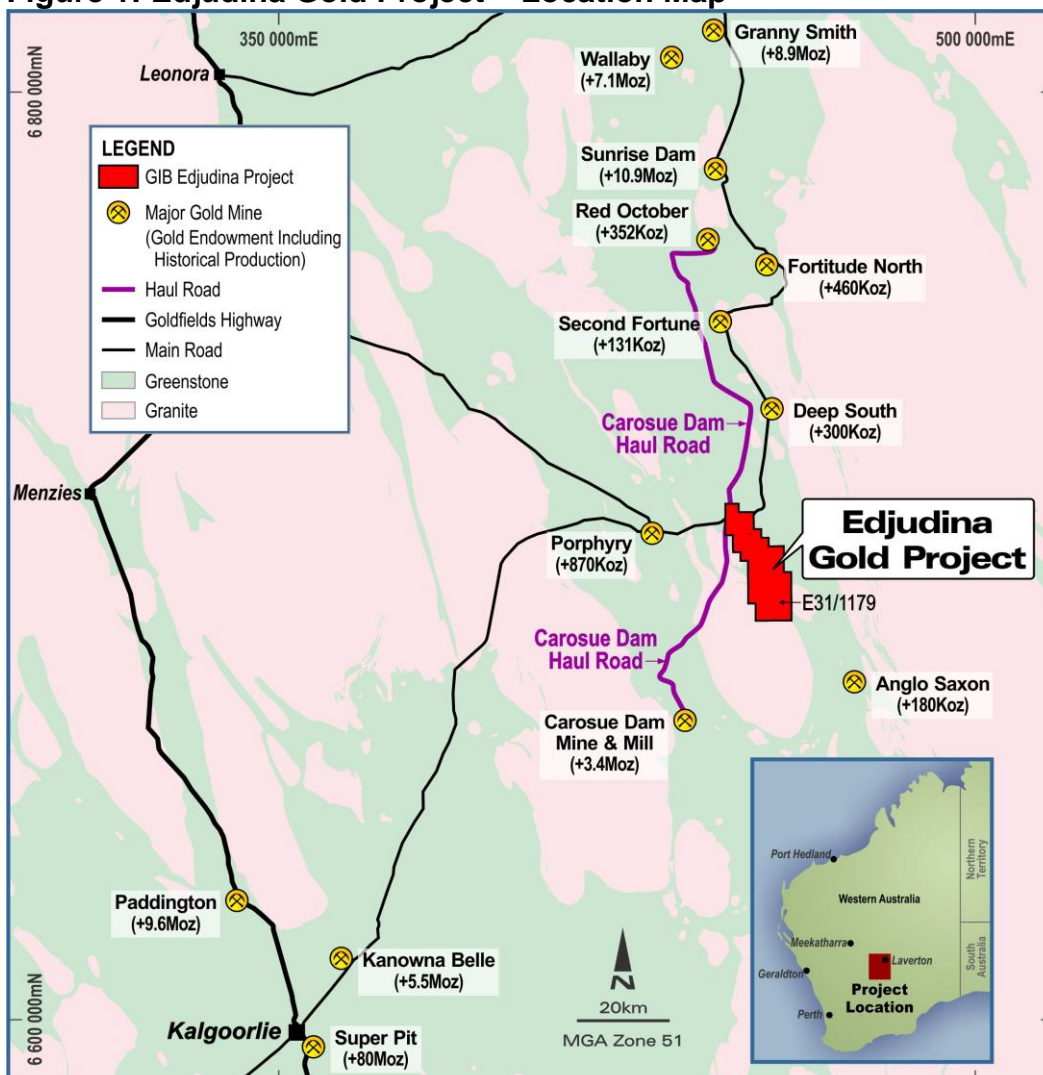 Figure 1: Edjudina Gold Project – Location Map
350 000mE
500 000mE
6 800 000mN
6 600 000mN
Leonora
Granny Smith
(+8.9Moz)
Wallaby
(+7.1Moz)
LEGEND
GIB Edjudina Project
Major Gold Mine
(Gold Endowment Including
Historical Production)
Haul Road
Goldfields Highway
Main Road
Greenstone
Granite
Sunrise Dam
(+10.9Moz)
Red October
(+352Koz)
Fortitude North
(+460Koz)
Second Fortune
(+131Koz)
Carosue Dam
Haul Road
Deep South
(+300Koz)
Menzies
Porphyry
(+870Koz)
Edjudina
Gold Project
E31/1179
Carosue Dam
Haul Road
Anglo Saxon
(+180Koz)
Carosue Dam
Mine & Mill
(+3.4Moz)
Paddington
(+9.6Moz)
Kanowna Belle
(+5.5Moz)
Kalgoorlie
Super Pit
(+80Moz)
N
20km
MGA Zone 51
Port Hedland
Northern
Territory
Western Australia
Meekatharra
Laverton
South
Australia
Geraldton
Project
Location
Perth